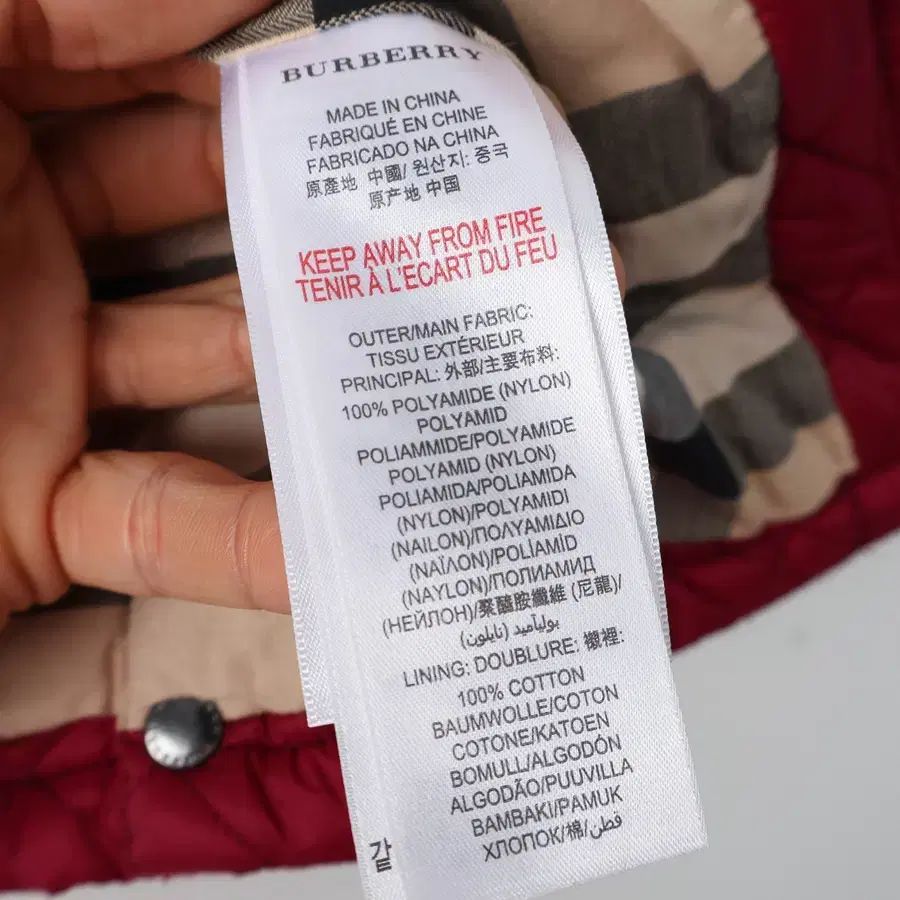 BURBERRY
MADE IN CHINA
FABRIQUÉ EN CHINE
FABRICADO NA CHINA
原產地 中國/ 원산지: 중국
原产地 中国
KEEP AWAY FROM FIRE
TENIR À L'ECART DU FEU
OUTER/MAIN FABRIC:
TISSU EXTÉRIEUR
PRINCIPAL: 外部/主要布料:
100% POLYAMIDE (NYLON)
POLYAMID
POLIAMMIDE/POLYAMIDE
POLYAMID (NYLON)
POLIAMIDA/POLIAMIDA
(NYLON)/POLYAMIDI
(NAILON)/ΠΟΛΥΑΜΙΔΙΟ
(ΝΑΪΛΟΝ)/POLİAMİD
(NAYLON)/ПОЛИАМИД
(НЕЙЛОН)/聚醯胺纖維 (尼龍)/
بولياميد (نايلون)
LINING: DOUBLURE: 襯裡:
100% COTTON
BAUMWOLLE/COTON
COTONE/KATOEN
BOMULL/ALGODÓN
ALGODÃO/PUUVILLA
ΒΑΜΒΑΚΙ/PAMUK
ХЛОПОК/棉/قطن
같